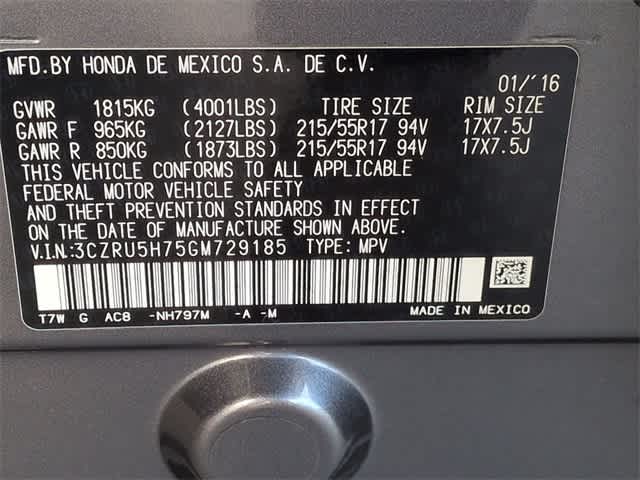 MFD.BY HONDA DE MEXICO S.A. DE C.V.
01/'16
GVWR 1815KG (4001LBS) TIRE SIZE RIM SIZE
GAWR F 965KG (2127LBS) 215/55R17 94V 17X7.5J
GAWR R 850KG (1873LBS) 215/55R17 94V 17X7.5J
THIS VEHICLE CONFORMS TO ALL APPLICABLE
FEDERAL MOTOR VEHICLE SAFETY
AND THEFT PREVENTION STANDARDS IN EFFECT
ON THE DATE OF MANUFACTURE SHOWN ABOVE.
V.I.N.:3CZRU5H75GM729185 TYPE: MPV
T7W G AC8 -NH797M -A -M MADE IN MEXICO